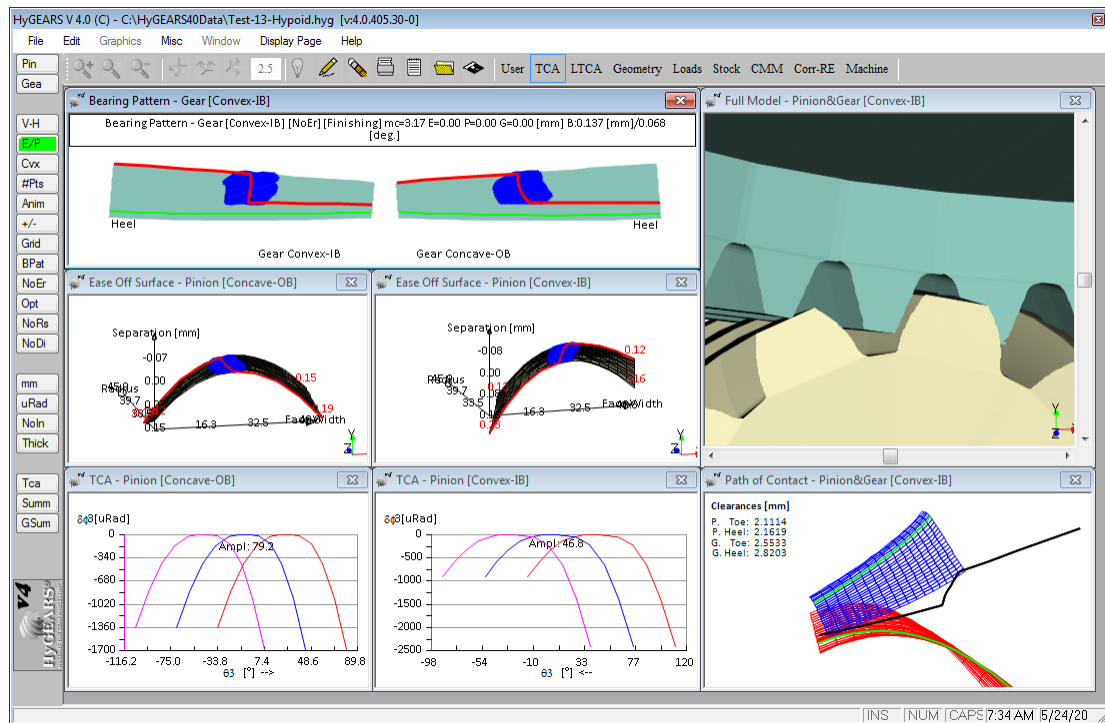 HyGEARS V 4.0 (C) - C:\HyGEARS40Data\Test-13-Hypoid.hyg [v:4.0.405.30-0]
File Edit Graphics Misc Window Display Page Help
Pin
Gea
2.5 User TCA LTCA Geometry Loads Stock CMM Corr-RE Machine
V-H
E/P
Cvx
#Pts
Anim
+/-
Grid
BPat
NoEr
Opt
NoRs
NoDi
mm
uRad
NoIn
Thick
Tca
Summ
GSum
v4
HyGEARS
Bearing Pattern - Gear [Convex-IB]
Bearing Pattern - Gear [Convex-IB] [NoEr] [Finishing] mc=3.17 E=0.00 P=0.00 G=0.00 [mm] B:0.137 [mm]/0.068
[deg.]
Heel Heel
Gear Convex-IB Gear Concave-OB
Full Model - Pinion&Gear [Convex-IB]
Y
Z
Ease Off Surface - Pinion [Concave-OB]
Separation [mm]
-0.07
0.00
0.15
39.7
0.15
0.19
16.3
32.5
Y
Z
Ease Off Surface - Pinion [Convex-IB]
Separation [mm]
-0.08
0.00
39.7
33.5
0.12
16.3
32.5
Y
Z
TCA - Pinion [Concave-OB]
δϕ3[uRad]
Ampl: 79.2
0
-340
-680
-1020
-1360
-1700
-116.2 -75.0 -33.8 7.4 48.6 89.8
θ3 [°] -->
TCA - Pinion [Convex-IB]
δϕ3[uRad]
Ampl: 46.8
0
-500
-1000
-1500
-2000
-2500
-98 -54 -10 33 77 120
θ3 [°] <--
Path of Contact - Pinion&Gear [Convex-IB]
Clearances [mm]
P. Toe: 2.1114
P. Heel: 2.1619
G. Toe: 2.5533
G. Heel: 2.8203
INS NUM CAPS 7:34 AM 5/24/20